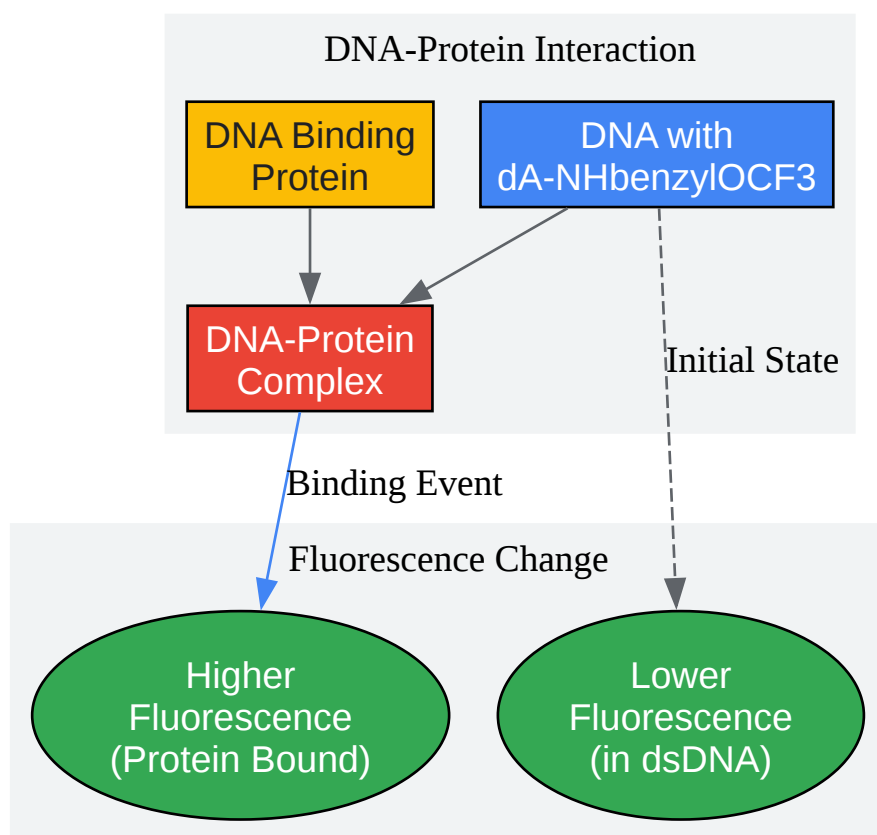 DNA-Protein Interaction
DNA Binding
Protein
DNA with
dA-NHbenzylOCF3
DNA-Protein
Complex
Initial State
Binding Event
Fluorescence Change
Higher
Fluorescence
(Protein Bound)
Lower
Fluorescence
(in dsDNA)